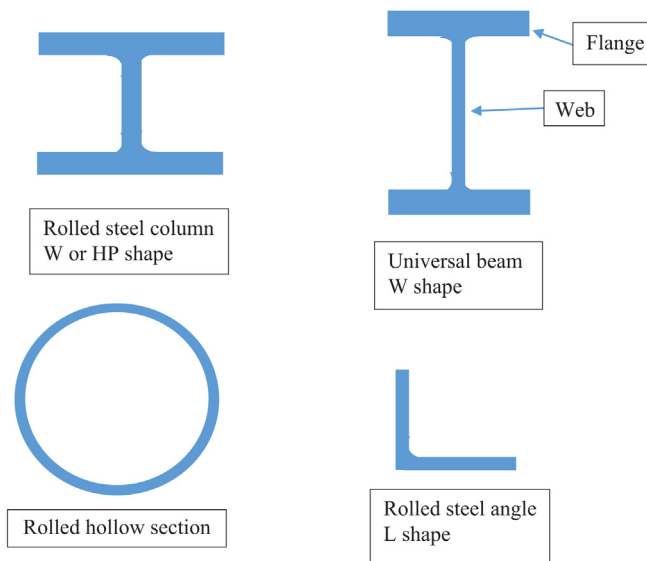 Flange
Web
Rolled steel column
W or HP shape
Universal beam
W shape
Rolled hollow section
Rolled steel angle
L shape